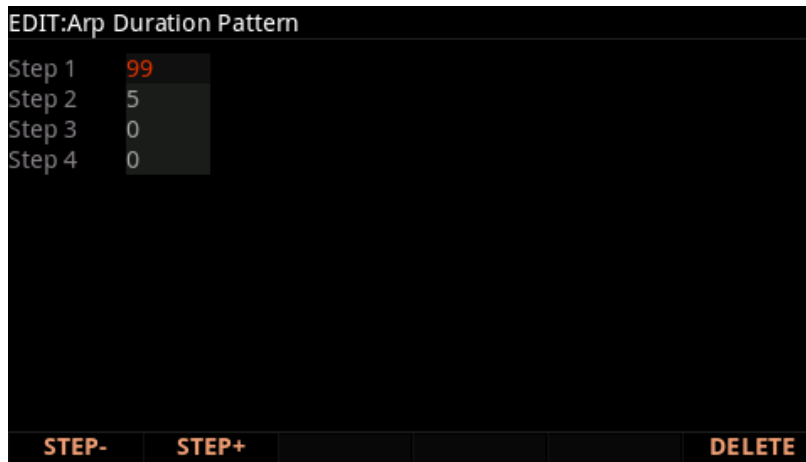 EDIT:Arp Duration Pattern
Step 1 99
Step 2 5
Step 3 0
Step 4 0
STEP- STEP+ DELETE